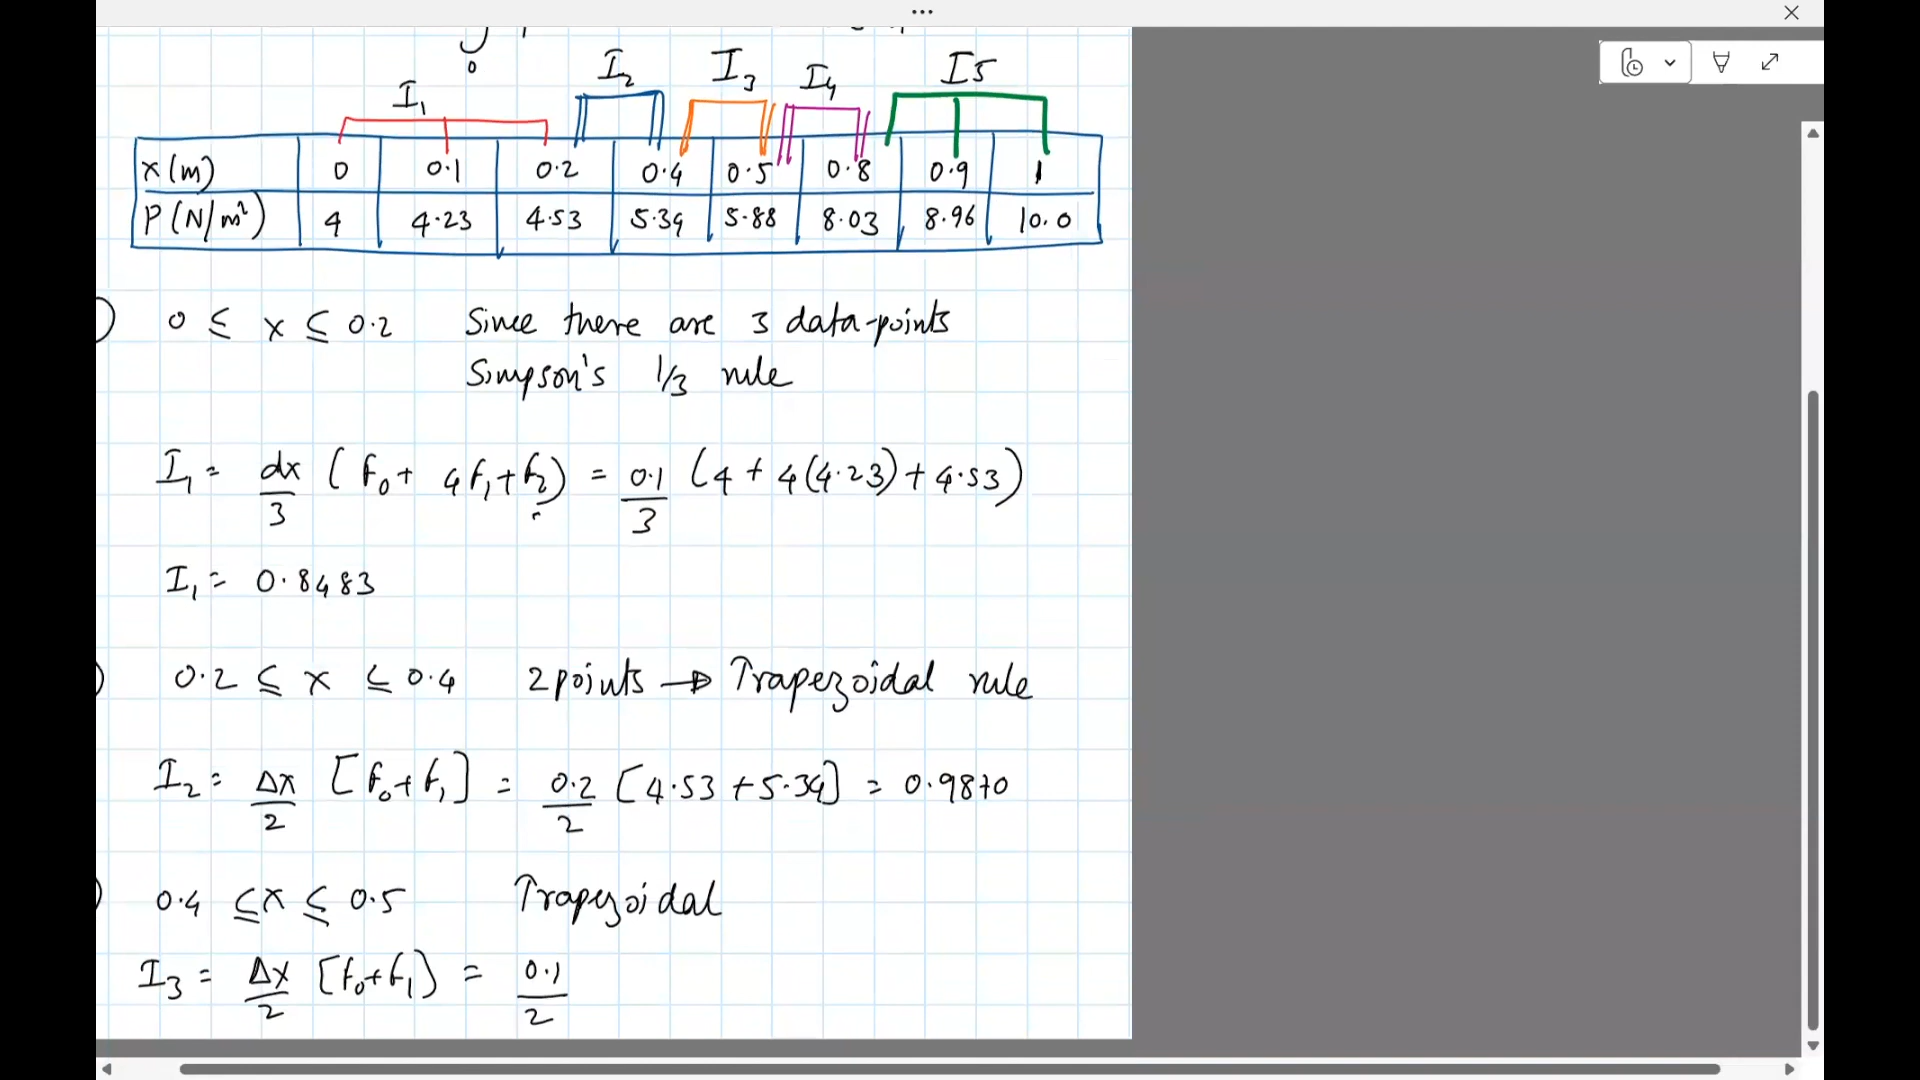 0
I₁ I₂ I₃ I₄ I5
x(m) 0 0.1 0.2 0.4 0.5 0.8 0.9 1
P(N/m²) 4 4.23 4.53 5.34 5.88 8.03 8.96 10.0
0 ≤ x ≤ 0.2 Since there are 3 data-points
Simpson's 1/3 rule
I₁ = dx/3 (f₀+ 4f₁+f₂) = 0.1/3 (4 + 4(4.23)+4.53)
I₁ = 0.8483
0.2 ≤ x ≤ 0.4 2 points → Trapezoidal rule
I₂ = Δx/2 [f₀+f₁] = 0.2/2 [4.53+5.34] = 0.9870
0.4 ≤ x ≤ 0.5 Trapezoidal
I₃ = Δx/2 [f₀+f₁) = 0.1/2